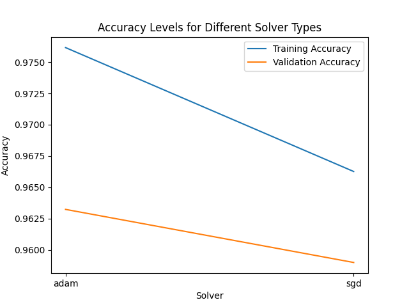 Accuracy Levels for Different Solver Types
Training Accuracy
Validation Accuracy
Accuracy
0.9750
0.9725
0.9700
0.9675
0.9650
0.9625
0.9600
adam
sgd
Solver